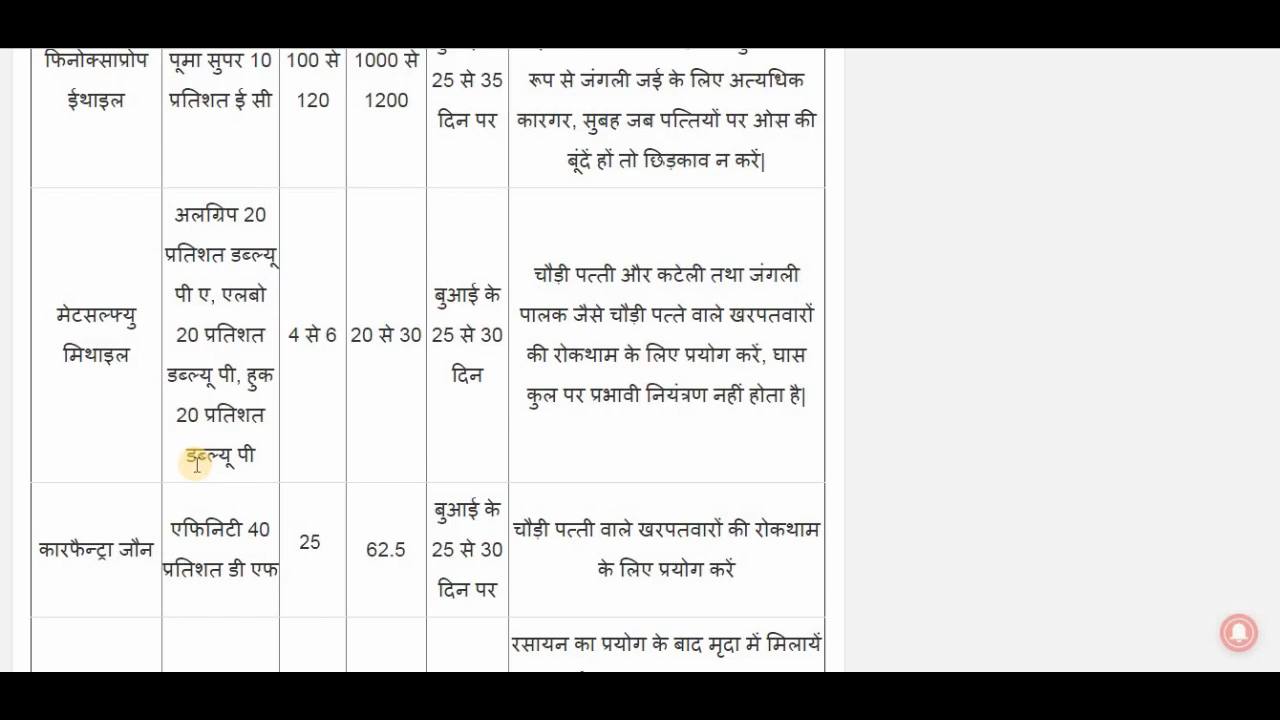 फिनोक्साप्रोप
ईथाइल
पूमा सुपर 10
प्रतिशत ई सी
100 से
120
1000 से
1200
25 से 35
दिन पर
रूप से जंगली जई के लिए अत्यधिक
कारगर, सुबह जब पत्तियों पर ओस की
बूंदें हों तो छिड़काव न करें|
मेटसल्फ्यु
मिथाइल
अलग्रिप 20
प्रतिशत डब्ल्यू
पी ए, एलबो
20 प्रतिशत
डब्ल्यू पी, हुक
20 प्रतिशत
डब्ल्यू पी
4 से 6
20 से 30
बुआई के
25 से 30
दिन
चौड़ी पत्ती और कटेली तथा जंगली
पालक जैसे चौड़ी पत्ते वाले खरपतवारों
की रोकथाम के लिए प्रयोग करें, घास
कुल पर प्रभावी नियंत्रण नहीं होता है|
कारफैन्ट्रा जौन
एफिनिटी 40
प्रतिशत डी एफ
25
62.5
बुआई के
25 से 30
दिन पर
चौड़ी पत्ती वाले खरपतवारों की रोकथाम
के लिए प्रयोग करें
रसायन का प्रयोग के बाद मृदा में मिलायें